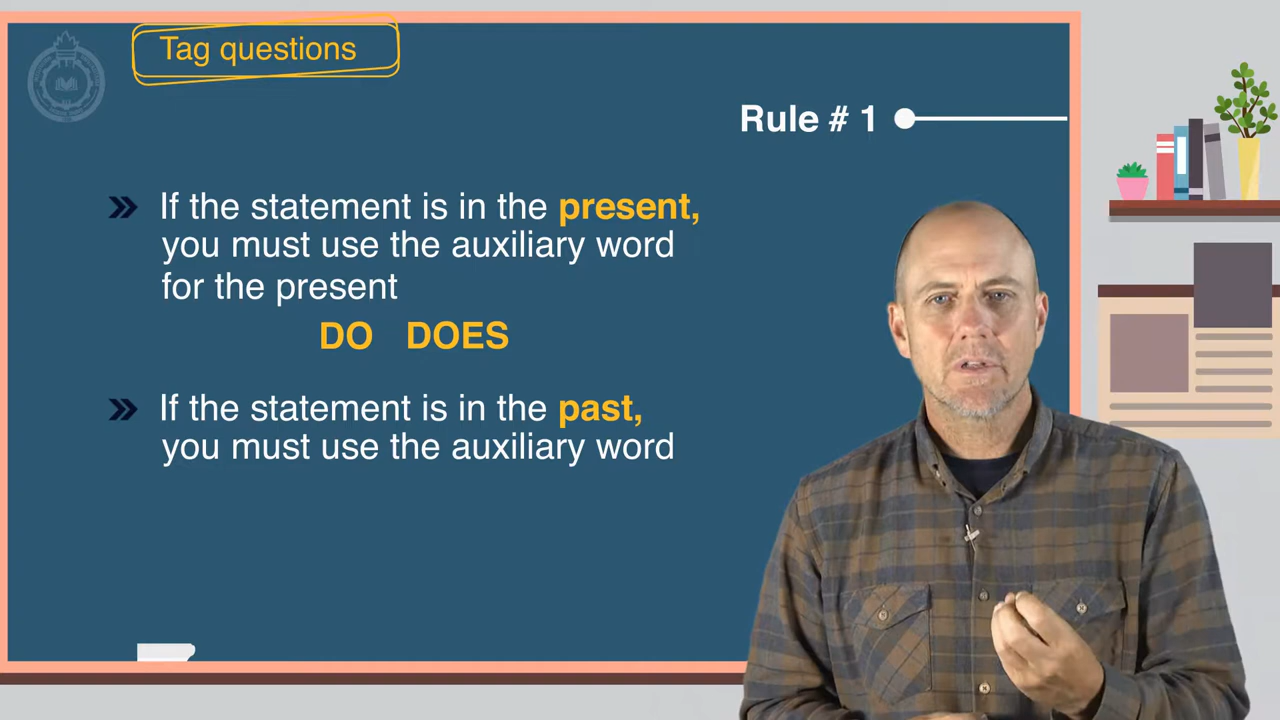 Tag questions
Rule # 1
If the statement is in the present,
you must use the auxiliary word
for the present
DO DOES
If the statement is in the past,
you must use the auxiliary word